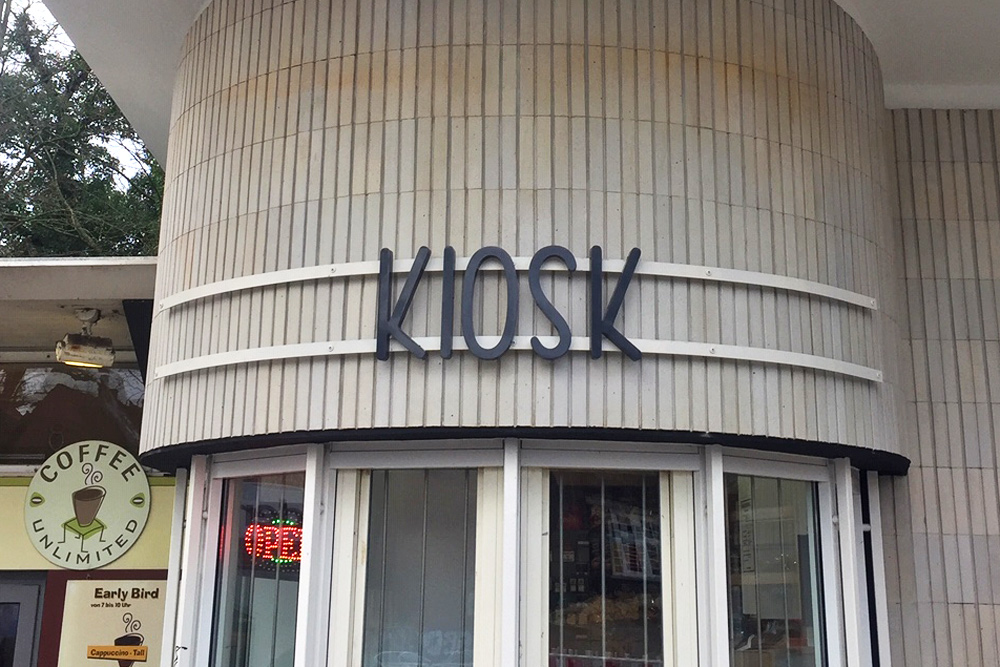 KIOSK
COFFEE
UNLIMITED
OPEN
Early Bird
von 7 bis 10 Uhr
Cappuccino - Tall